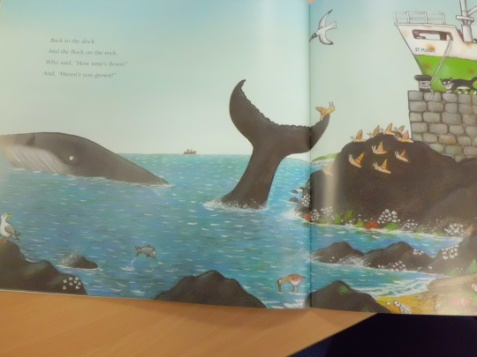 Back to the dock
And the flock on the rock,
Who said, "How time's flown!"
And, "Haven't you grown!"